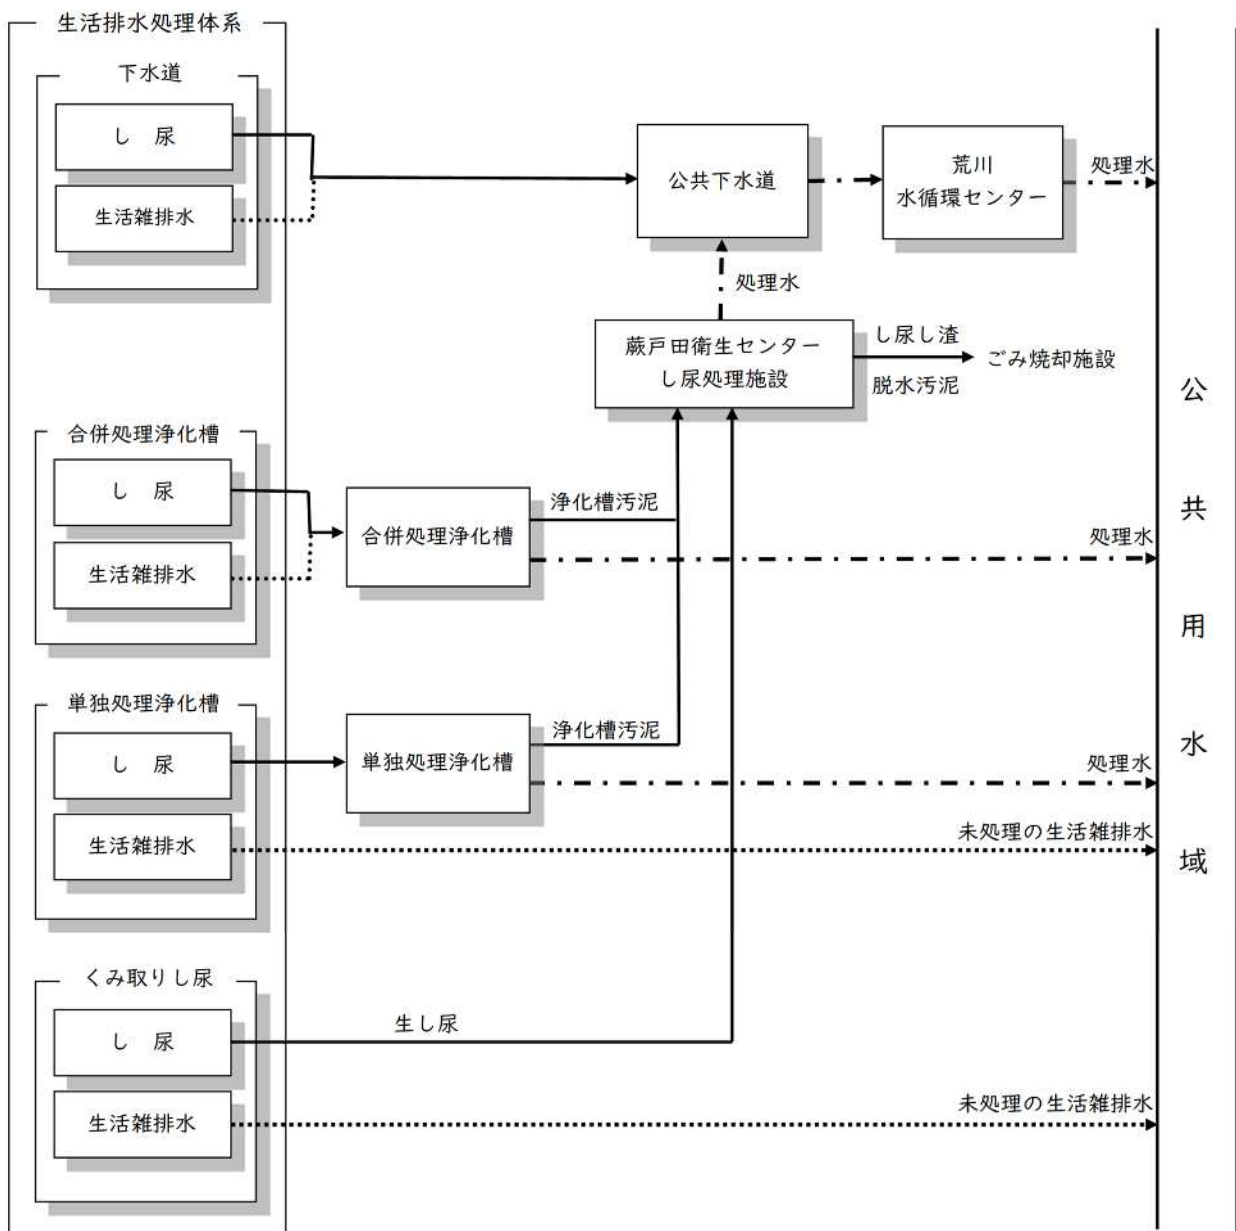 生活排水処理体系
下水道
し 尿
生活雑排水
公共下水道
荒川
水循環センター
処理水
処理水
蕨戸田衛生センター
し尿処理施設
し尿し渣
脱水汚泥
ごみ焼却施設
合併処理浄化槽
し 尿
生活雑排水
合併処理浄化槽
浄化槽汚泥
処理水
単独処理浄化槽
し 尿
生活雑排水
単独処理浄化槽
浄化槽汚泥
処理水
未処理の生活雑排水
くみ取りし尿
し 尿
生活雑排水
生し尿
未処理の生活雑排水
公共用水域